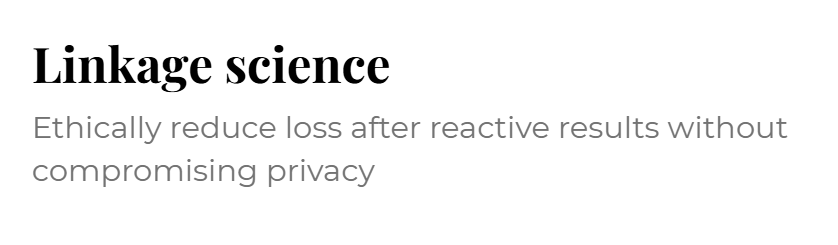 Linkage science
Ethically reduce loss after reactive results without
compromising privacy